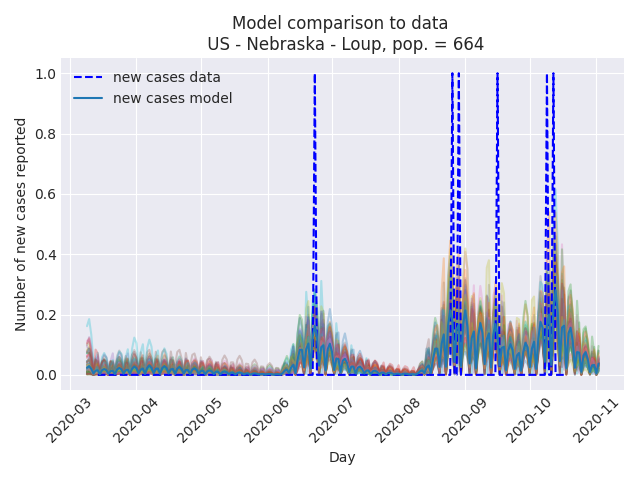 Model comparison to data
US - Nebraska - Loup, pop. = 664
new cases data
new cases model
Number of new cases reported
1.0
0.8
0.6
0.4
0.2
0.0
2020-03
2020-04
2020-05
2020-06
2020-07
2020-08
2020-09
2020-10
2020-11
Day